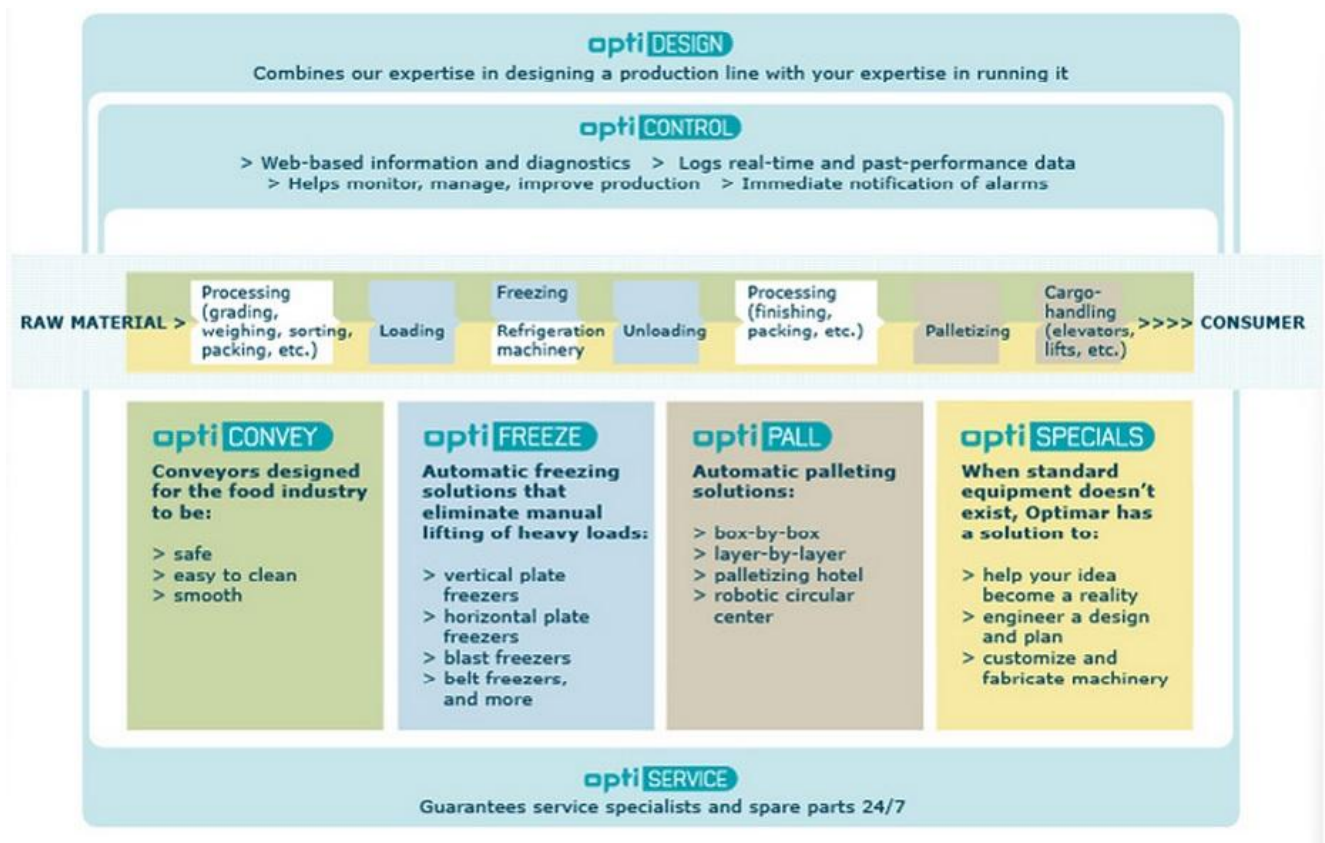 opti DESIGN
Combines our expertise in designing a production line with your expertise in running it
opti CONTROL
> Web-based information and diagnostics > Logs real-time and past-performance data
> Helps monitor, manage, improve production > Immediate notification of alarms
RAW MATERIAL >
Processing
(grading,
weighing, sorting,
packing, etc.)
Loading
Freezing
Refrigeration
machinery
Unloading
Processing
(finishing,
packing, etc.)
Palletizing
Cargo-
handling
(elevators,
lifts, etc.)
>>>> CONSUMER
opti CONVEY
Conveyors designed
for the food industry
to be:
> safe
> easy to clean
> smooth
opti FREEZE
Automatic freezing
solutions that
eliminate manual
lifting of heavy loads:
> vertical plate
freezers
> horizontal plate
freezers
> blast freezers
> belt freezers,
and more
opti PALL
Automatic palleting
solutions:
> box-by-box
> layer-by-layer
> palletizing hotel
> robotic circular
center
opti SPECIALS
When standard
equipment doesn't
exist, Optimar has
a solution to:
> help your idea
become a reality
> engineer a design
and plan
> customize and
fabricate machinery
opti SERVICE
Guarantees service specialists and spare parts 24/7